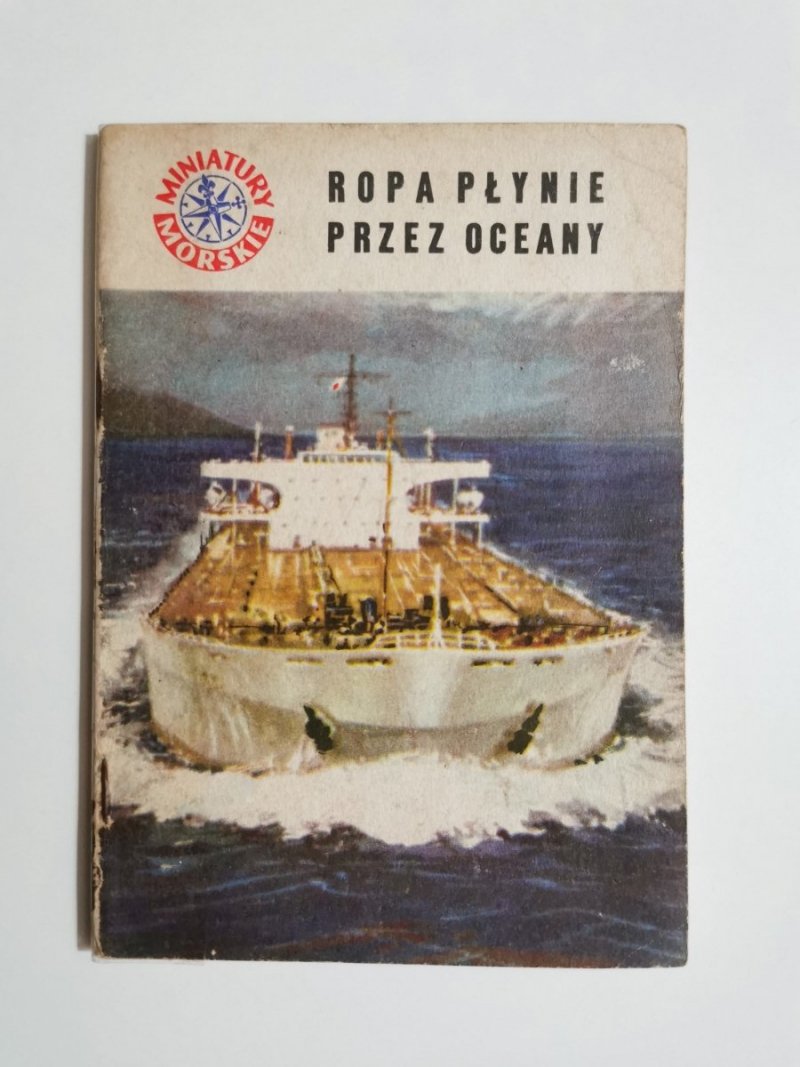 MINIATURY
MORSKIE
ROPA PŁYNIE
PRZEZ OCEANY